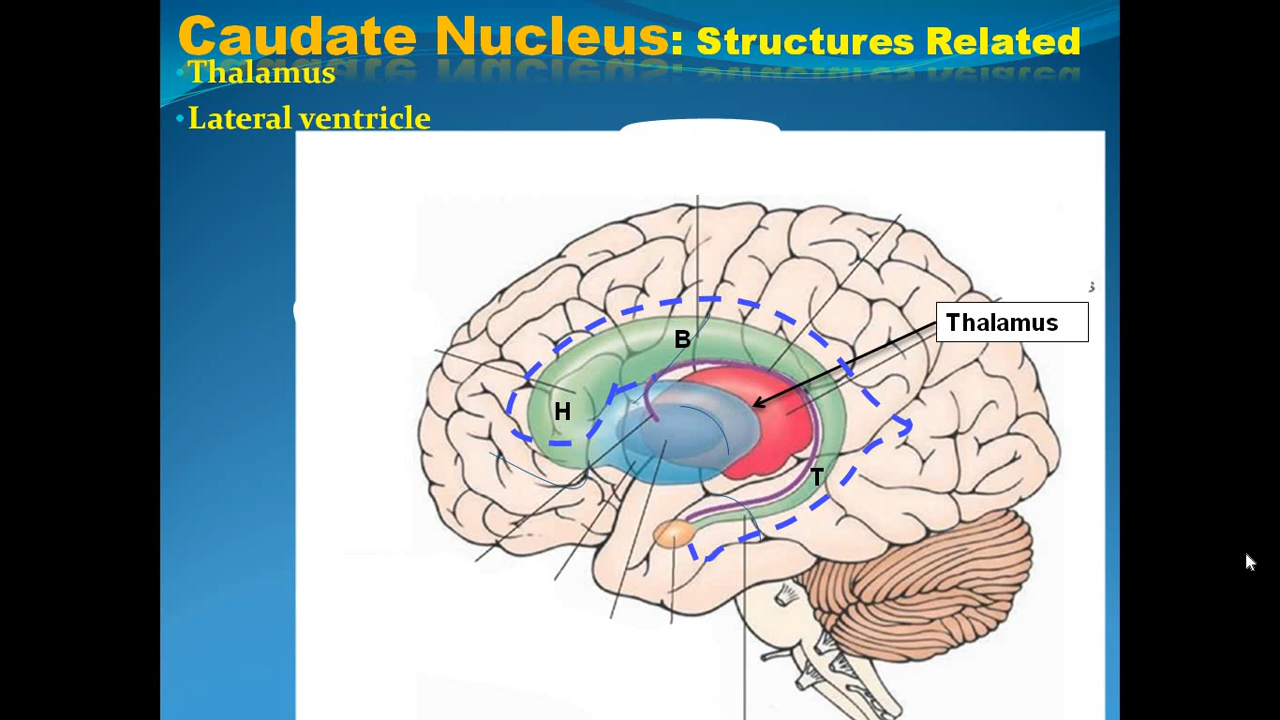 Caudate Nucleus: Structures Related
•Thalamus
•Lateral ventricle
s
Thalamus
B
H
T